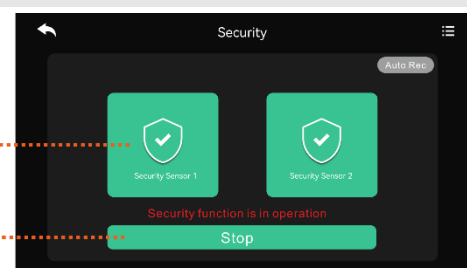 Security
Auto Rec
Security Sensor 1
Security Sensor 2
Security function is in operation
Stop